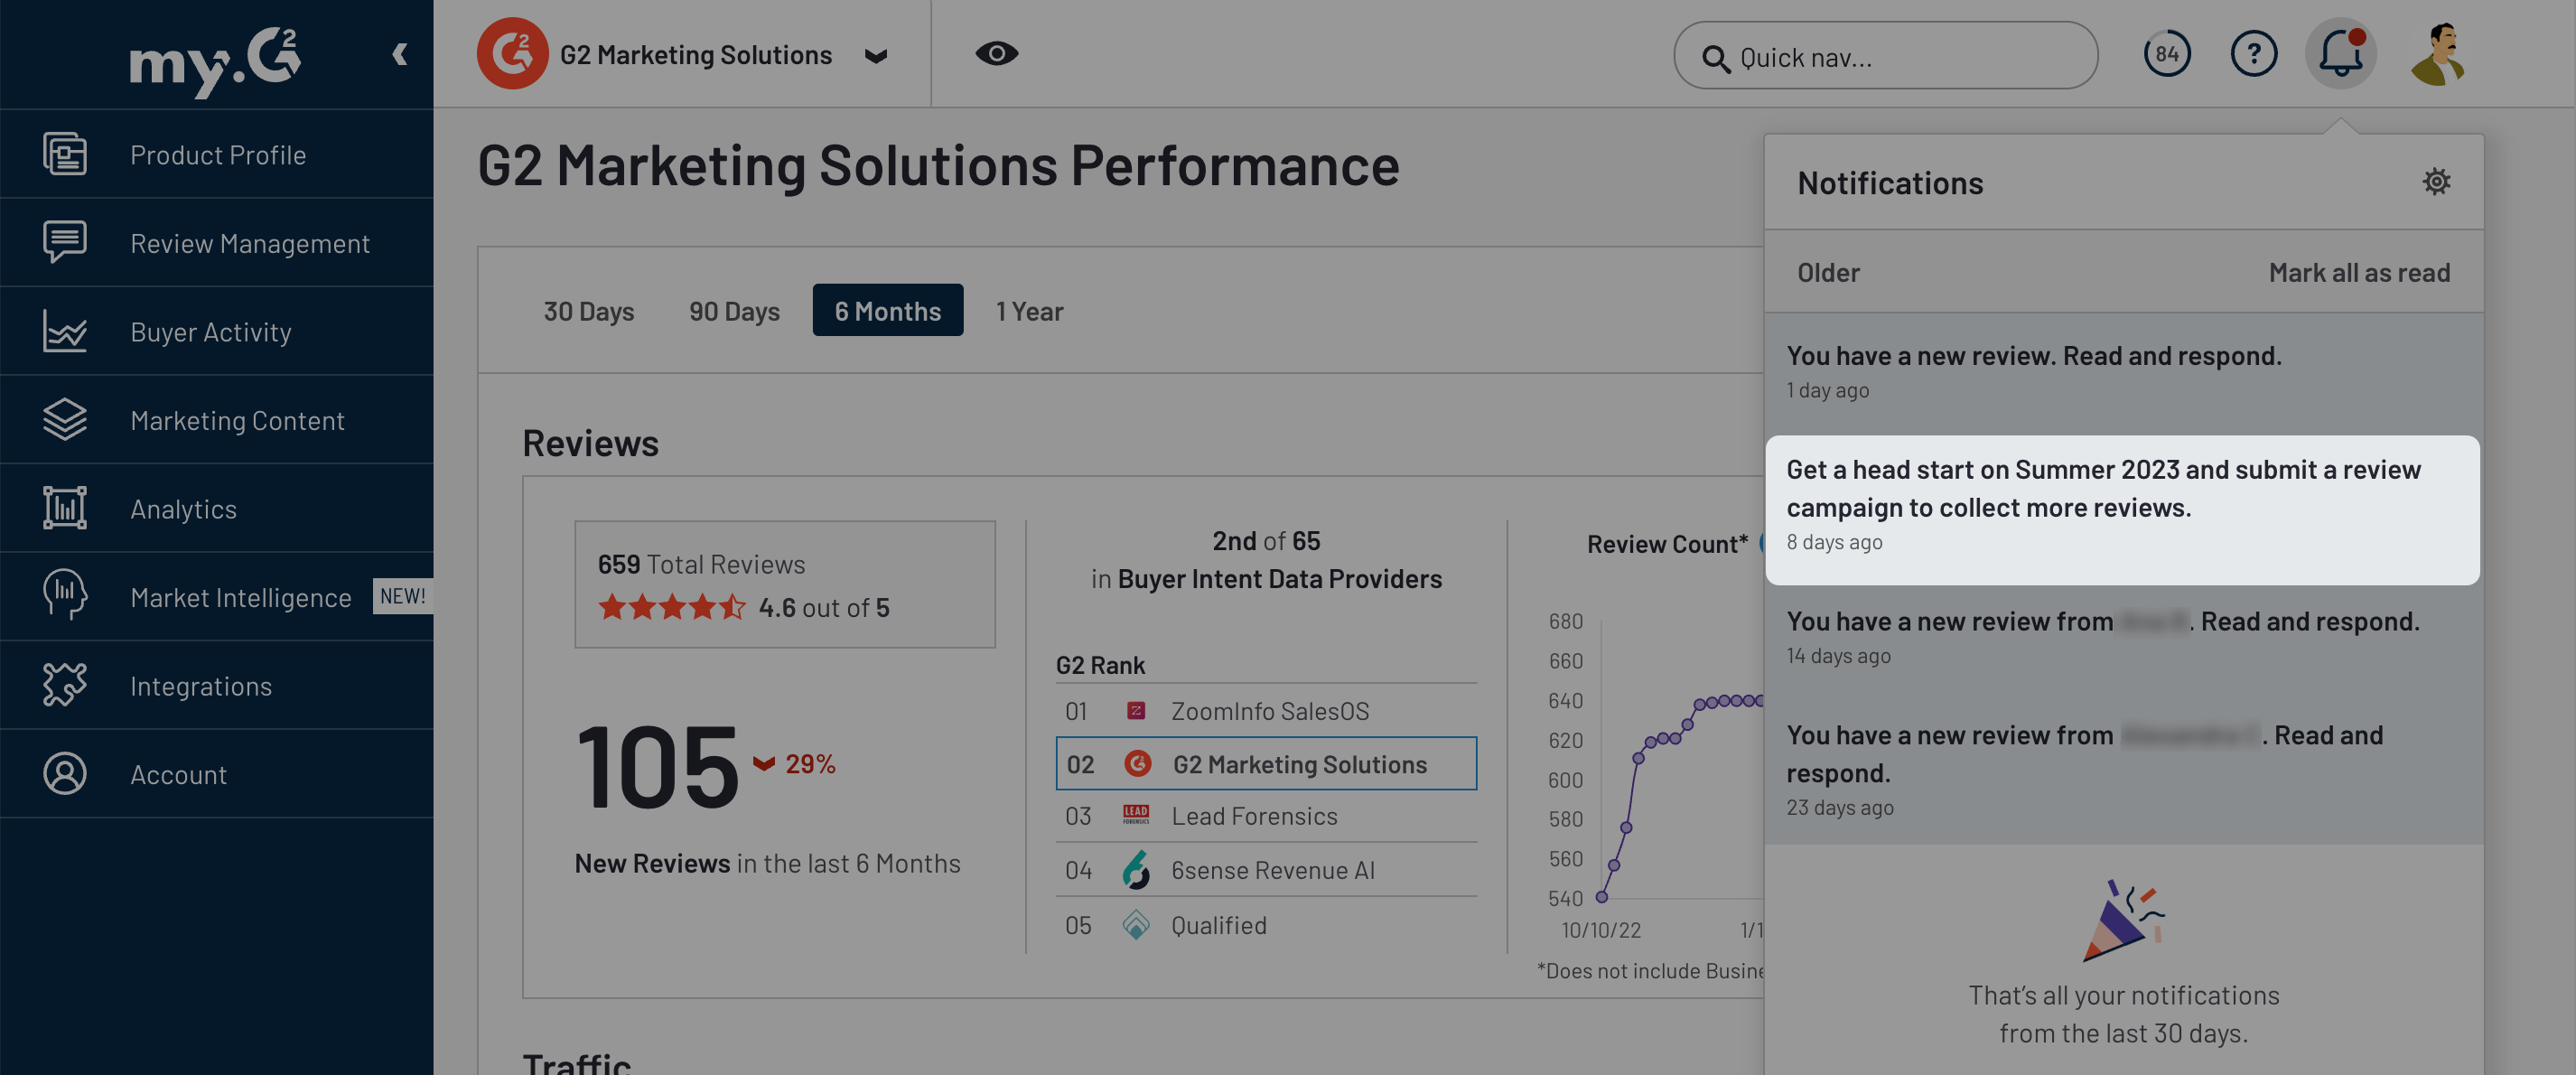 my.G2
G2 Marketing Solutions
Quick nav...
84
?
Product Profile
Review Management
Buyer Activity
Marketing Content
Analytics
Market Intelligence NEW!
Integrations
Account
G2 Marketing Solutions Performance
30 Days 90 Days 6 Months 1 Year
Reviews
659 Total Reviews
4.6 out of 5
105 29%
New Reviews in the last 6 Months
2nd of 65
in Buyer Intent Data Providers
G2 Rank
01 ZoomInfo SalesOS
02 G2 Marketing Solutions
03 LEAD FORENSICS Lead Forensics
04 6sense Revenue AI
05 Qualified
Review Count*
680
660
640
620
600
580
560
540
10/10/22 1/1
*Does not include Busine
Traffic
Notifications
Older Mark all as read
You have a new review. Read and respond.
1 day ago
Get a head start on Summer 2023 and submit a review
campaign to collect more reviews.
8 days ago
You have a new review from . Read and respond.
14 days ago
You have a new review from . Read and
respond.
23 days ago
That's all your notifications
from the last 30 days.